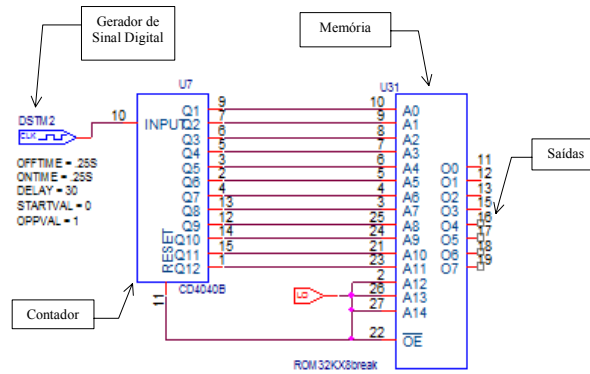 Gerador de
Sinal Digital
Memória
Saídas
Contador
DSTM2
CLK
OFFTIME = .25S
ONTIME = .25S
DELAY = 30
STARTVAL = 0
OPPVAL = 1
U7
10
INPUT
RESET
11
CD4040B
Q1 9
Q2 7
Q3 6
Q4 5
Q5 3
Q6 2
Q7 4
Q8 13
Q9 12
Q10 14
Q11 15
Q12 1
U31
10 A0
9 A1
8 A2
7 A3
6 A4
5 A5
4 A6
3 A7
25 A8
24 A9
21 A10
23 A11
2 A12
26 A13
27 A14
22 OE
LO
O0 11
O1 12
O2 13
O3 15
O4 16
O5 17
O6 18
O7 19
ROM32KX8break